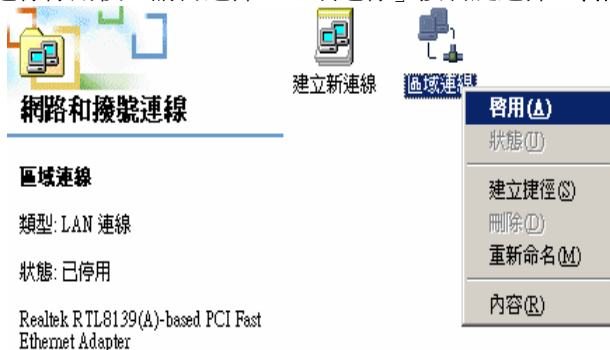 建立新連線
區域連線
網路和撥號連線
區域連線
類型: LAN 連線
狀態: 已停用
Realtek RTL8139(A)-based PCI Fast
Ethernet Adapter
啓用(A)
狀態(U)
建立捷徑(S)
刪除(D)
重新命名(M)
內容(R)